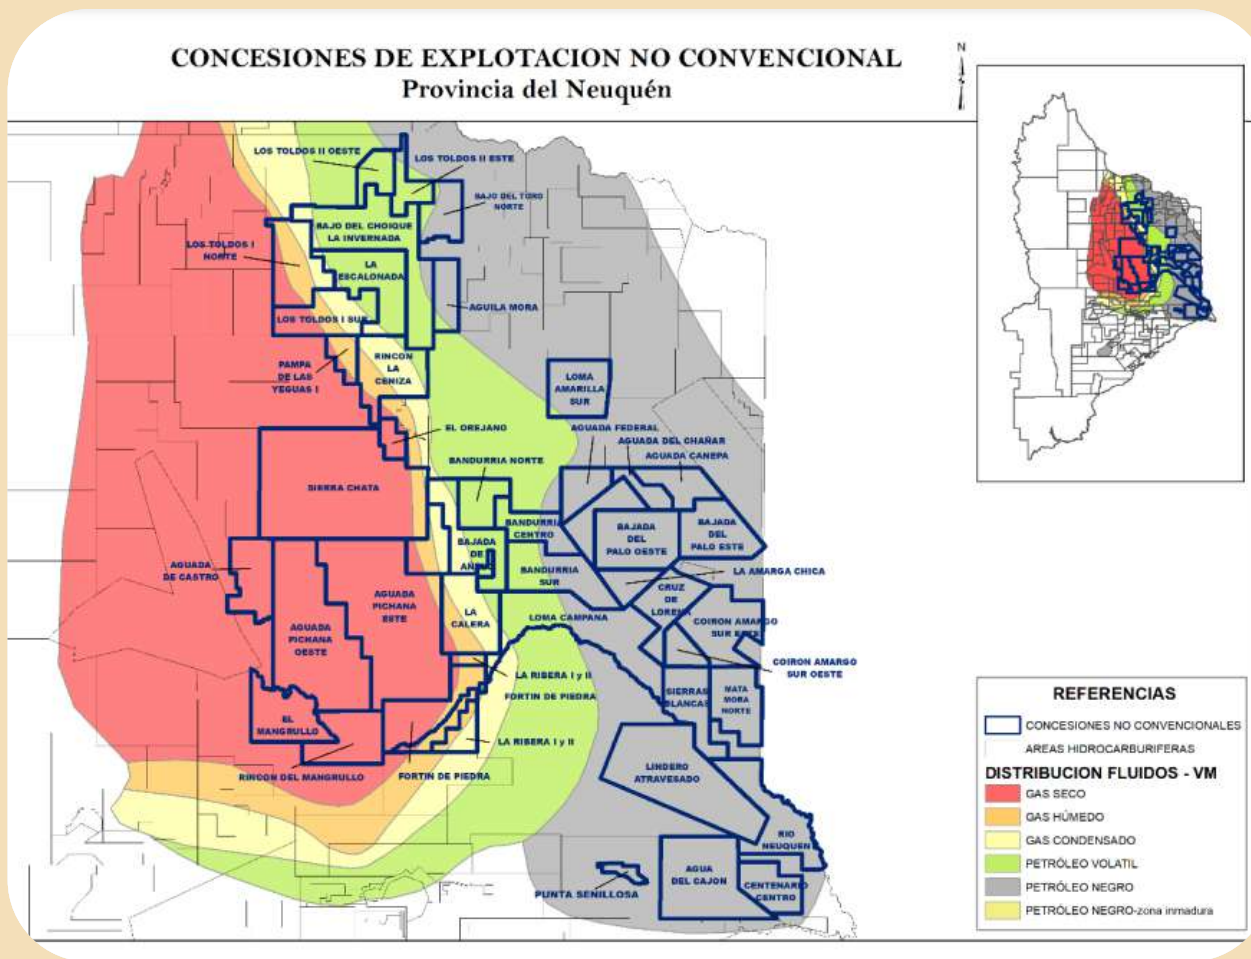 CONCESIONES DE EXPLOTACION NO CONVENCIONAL
Provincia del Neuquén
N
LOS TOLDOS II OESTE
LOS TOLDOS II ESTE
BAJO DEL TORO
NORTE
BAJO DEL CHOIQUE
LA INVERNADA
LOS TOLDOS I
NORTE
LA
ESCALONADA
AGUILA MORA
LOS TOLDOS I SUR
PAMPA
DE LAS
YEGUAS I
RINCON
LA
CENIZA
LOMA
AMARILLA
SUR
EL OREJANO
AGUADA FEDERAL
AGUADA DEL CHAÑAR
AGUADA CANEPA
BANDURRIA NORTE
SIERRA CHATA
BANDURRIA
CENTRO
BAJADA
DEL
PALO OESTE
BAJADA
DEL
PALO ESTE
BAJADA
DE
AÑELO
BANDURRIA
SUR
LA AMARGA CHICA
AGUADA
DE CASTRO
AGUADA
PICHANA
ESTE
CRUZ
DE
LORENA
LA
CALERA
LOMA CAMPANA
COIRON AMARGO
SUR ESTE
AGUADA
PICHANA
OESTE
COIRON AMARGO
SUR OESTE
LA RIBERA I y II
FORTIN DE PIEDRA
SIERRAS
BLANCAS
MATA
MORA
NORTE
EL
MANGRULLO
LA RIBERA I y II
RINCON DEL MANGRULLO
FORTIN DE PIEDRA
LINDERO
ATRAVESADO
RIO
NEUQUEN
AGUA
DEL CAJON
PUNTA SENILLOSA
CENTENARIO
CENTRO
REFERENCIAS
CONCESIONES NO CONVENCIONALES
AREAS HIDROCARBURIFERAS
DISTRIBUCION FLUIDOS - VM
GAS SECO
GAS HÚMEDO
GAS CONDENSADO
PETRÓLEO VOLATIL
PETRÓLEO NEGRO
PETRÓLEO NEGRO-zona inmadura